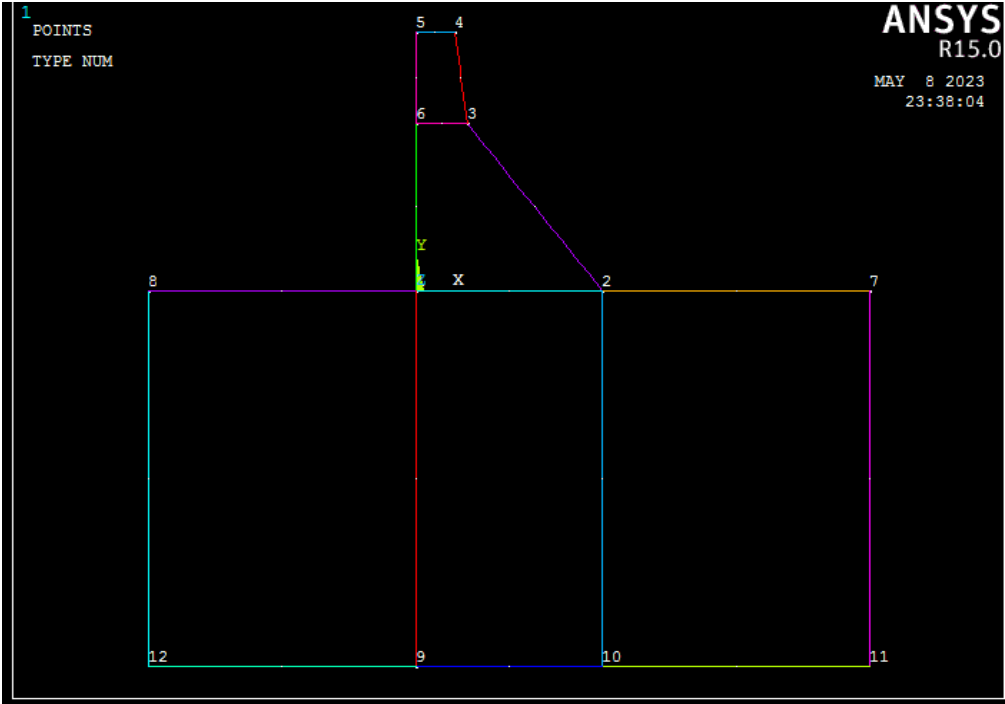 1
POINTS
TYPE NUM
ANSYS
R15.0
MAY 8 2023
23:38:04
5 4
6 3
Y
8 X 2 7
12 9 10 11